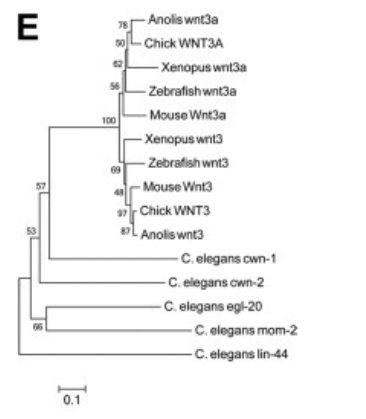 E
78
Anolis wnt3a
50
Chick WNT3A
62
Xenopus wnt3a
56
Zebrafish wnt3a
Mouse Wnt3a
100
Xenopus wnt3
69
Zebrafish wnt3
48
Mouse Wnt3
97
Chick WNT3
87
Anolis wnt3
57
C. elegans cwn-1
53
C. elegans cwn-2
C. elegans egl-20
66
C. elegans mom-2
C. elegans lin-44
0.1